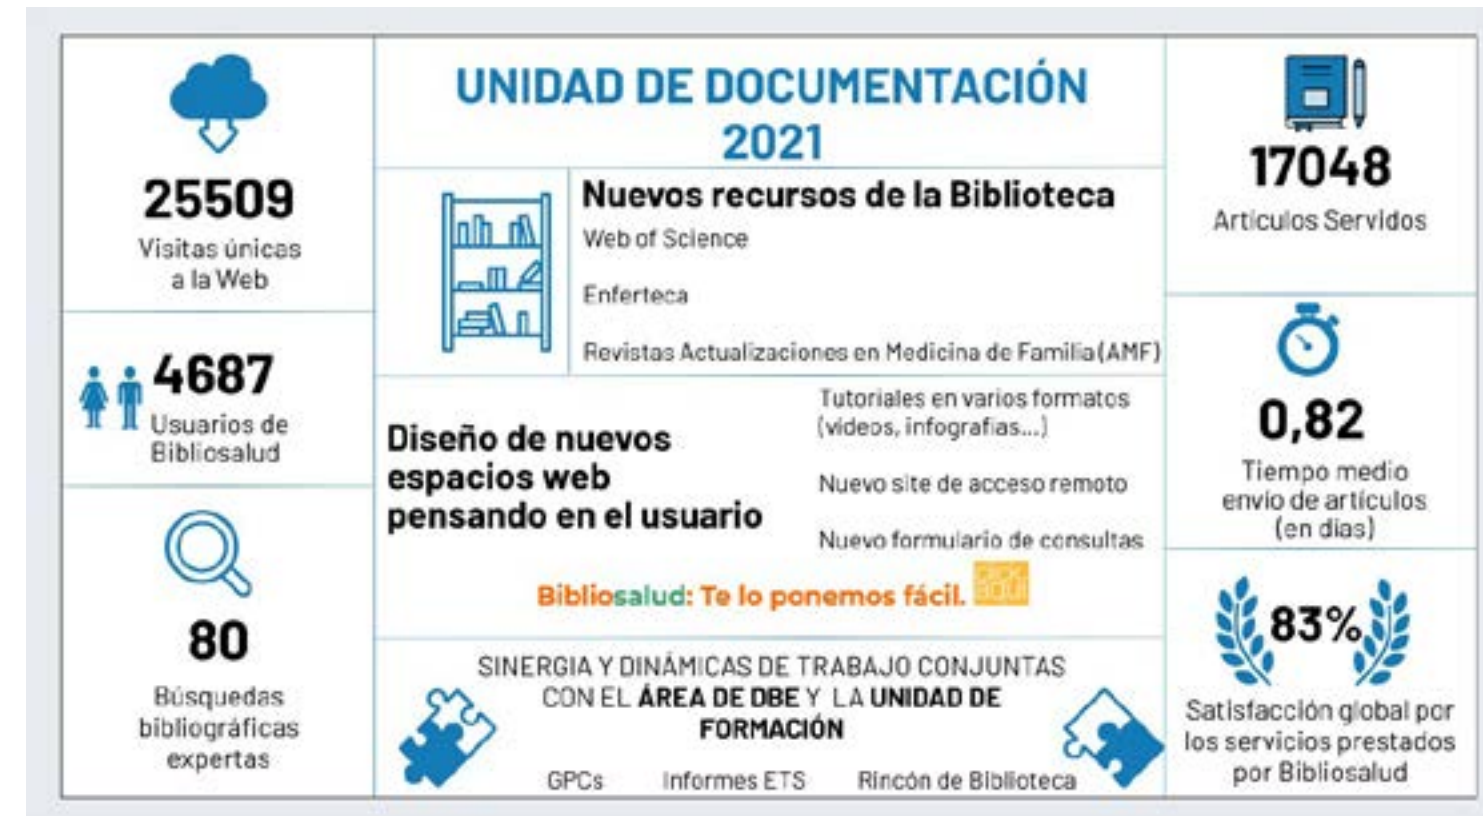 25509
Visitas únicas
a la Web
4687
Usuarios de
Bibliosalud
80
Búsquedas
bibliográficas
expertas
UNIDAD DE DOCUMENTACIÓN
2021
Nuevos recursos de la Biblioteca
Web of Science
Enferteca
Revistas Actualizaciones en Medicina de Familia (AMF)
Diseño de nuevos
espacios web
pensando en el usuario
Tutoriales en varios formatos
(vídeos, infografías...)
Nuevo site de acceso remoto
Nuevo formulario de consultas
Bibliosalud: Te lo ponemos fácil.
SINERGIA Y DINÁMICAS DE TRABAJO CONJUNTAS
CON EL ÁREA DE DBE Y LA UNIDAD DE
FORMACIÓN
GPCs Informes ETS Rincón de Biblioteca
17048
Artículos Servidos
0,82
Tiempo medio
envío de artículos
(en días)
83%
Satisfacción global por
los servicios prestados
por Bibliosalud